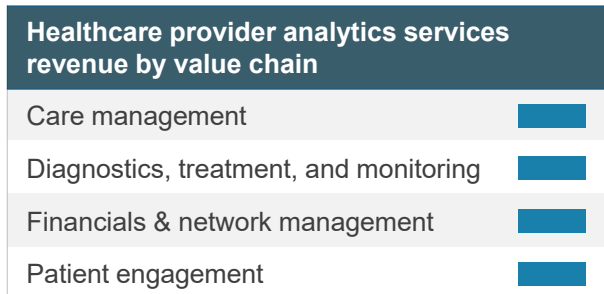 Healthcare provider analytics services
revenue by value chain
Care management
Diagnostics, treatment, and monitoring
Financials & network management
Patient engagement